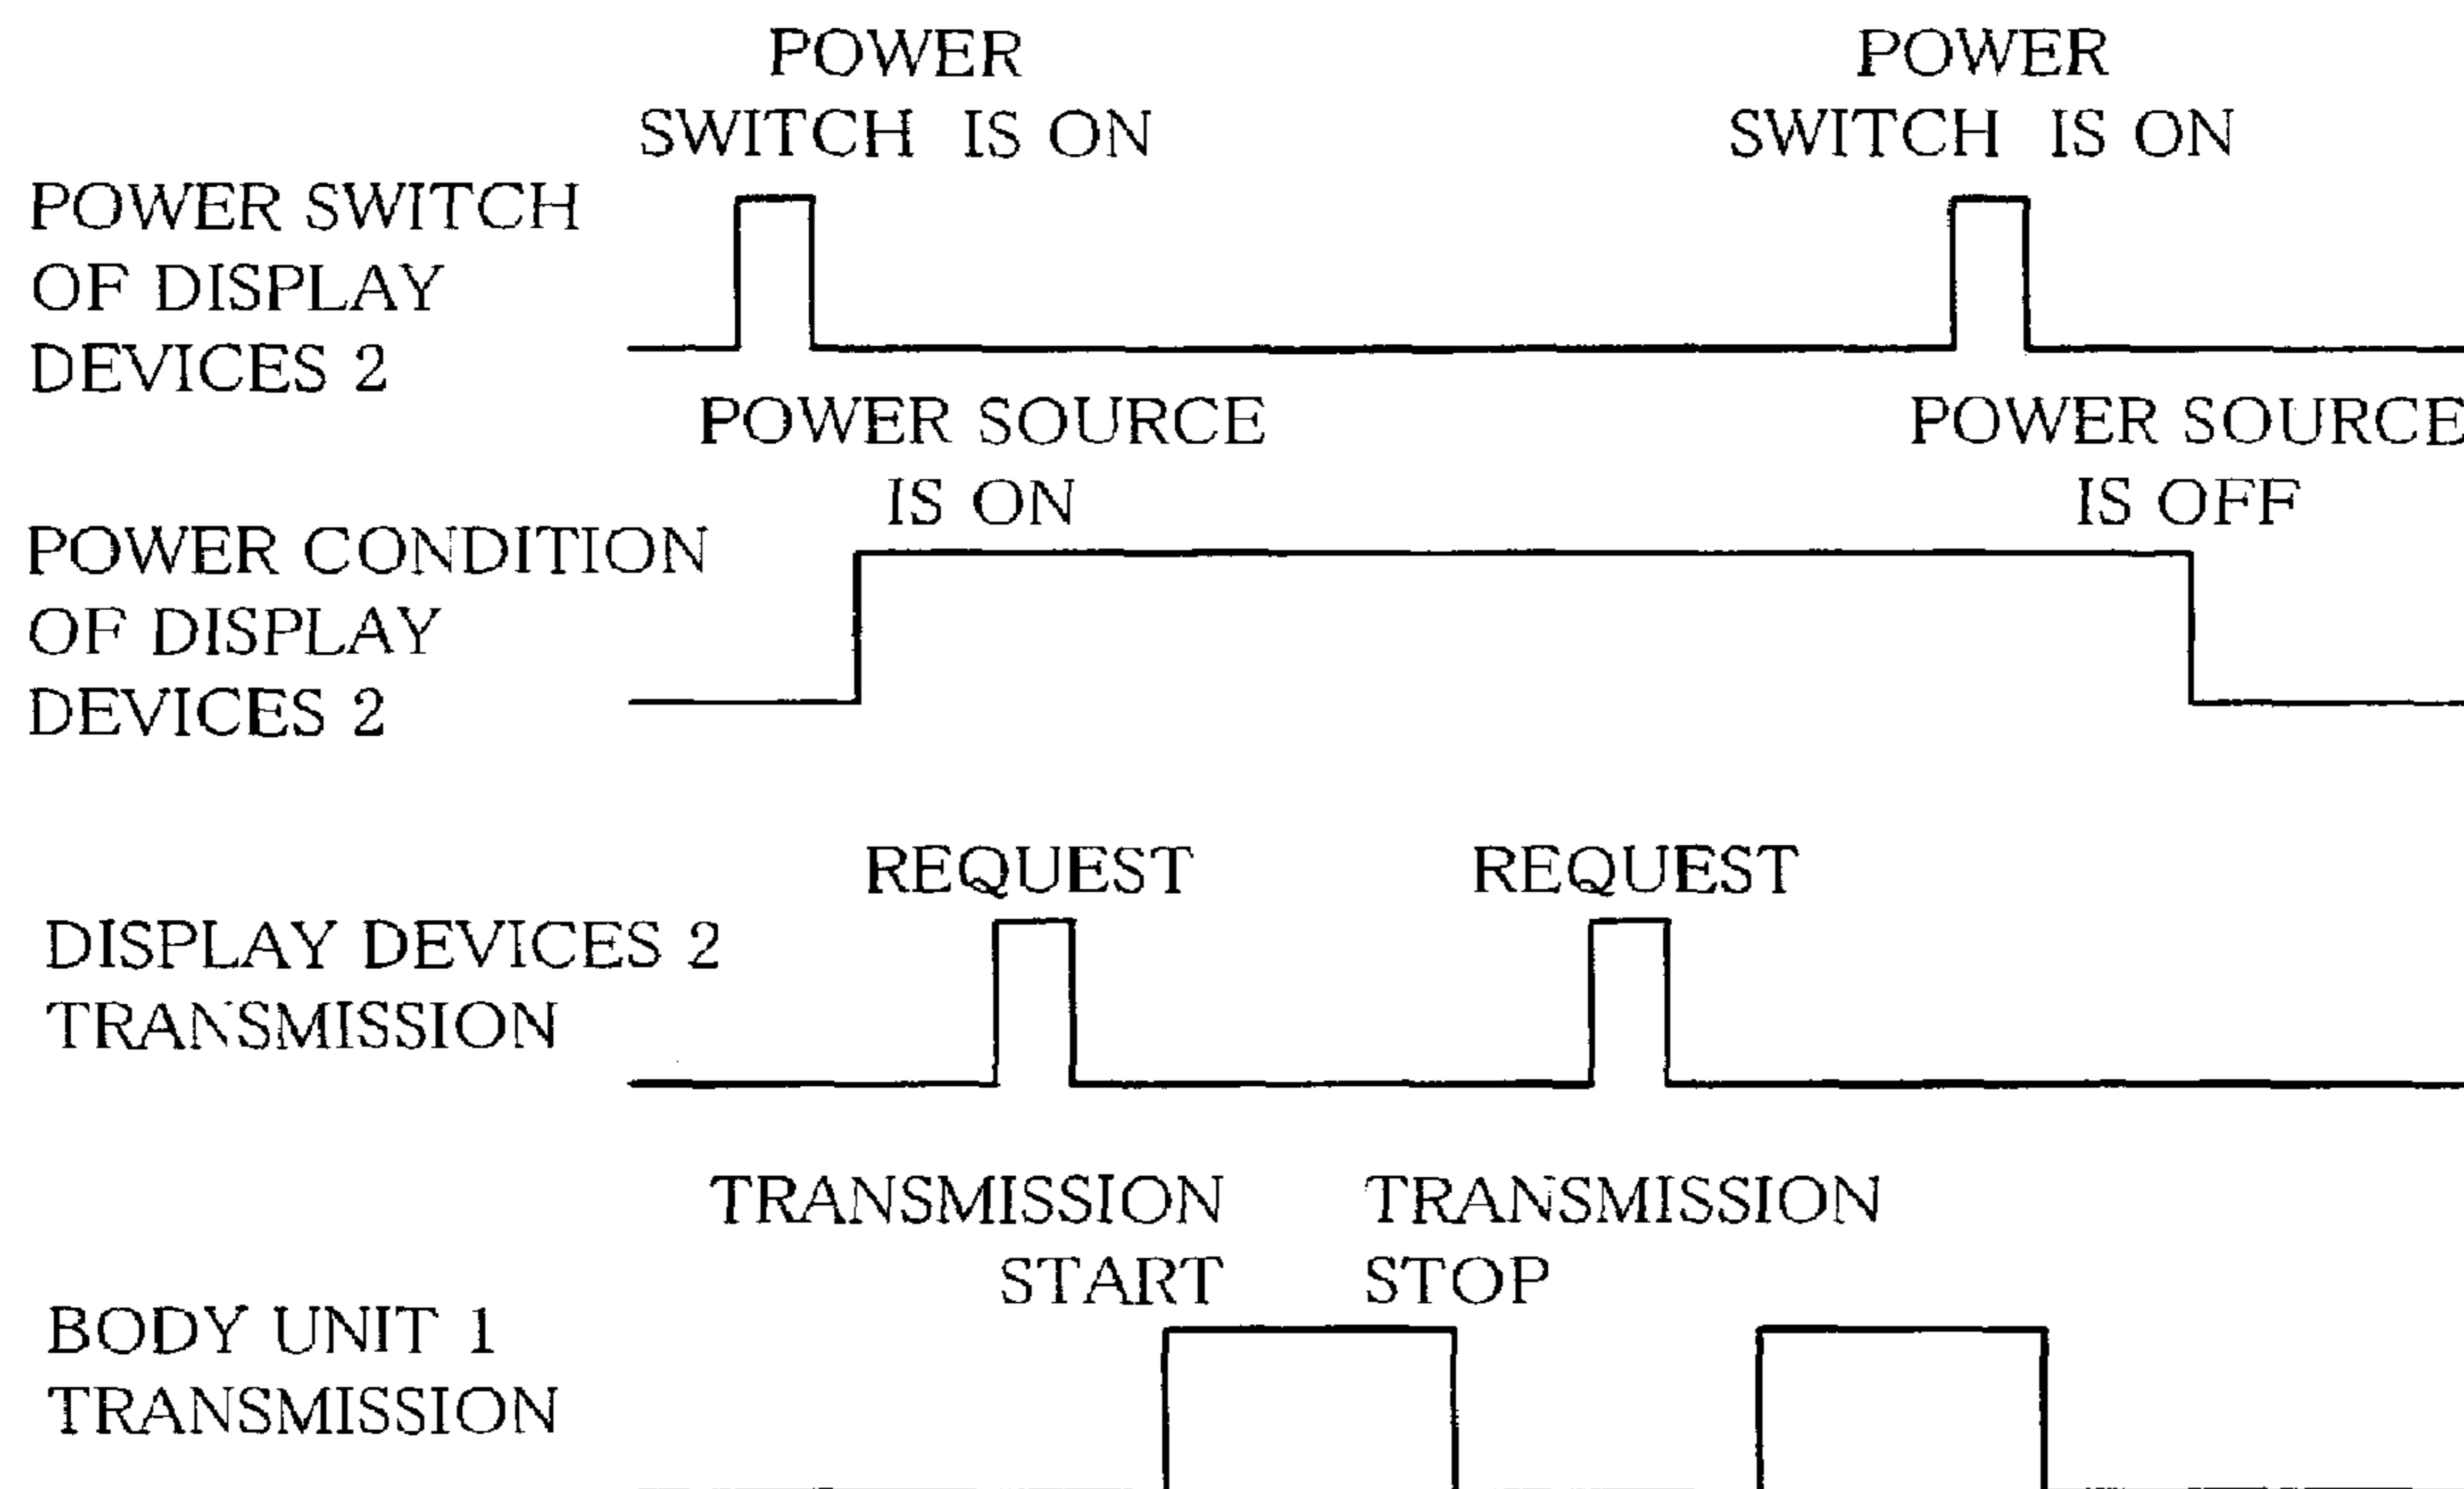 POWER
SWITCH IS ON
POWER
SWITCH IS ON
POWER SWITCH
OF DISPLAY
DEVICES 2
POWER SOURCE
IS ON
POWER SOURCE
IS OFF
POWER CONDITION
OF DISPLAY
DEVICES 2
REQUEST
REQUEST
DISPLAY DEVICES 2
TRANSMISSION
TRANSMISSION
START
TRANSMISSION
STOP
BODY UNIT 1
TRANSMISSION